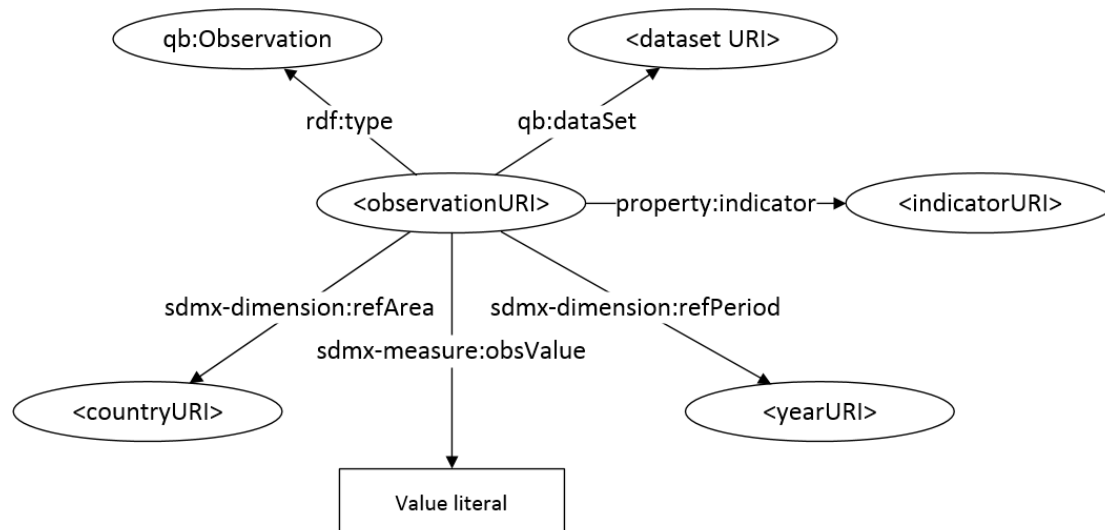 qb:Observation
<dataset URI>
rdf:type
qb:dataSet
<observationURI>
property:indicator
<indicatorURI>
sdmx-dimension:refArea
sdmx-dimension:refPeriod
sdmx-measure:obsValue
<countryURI>
<yearURI>
Value literal